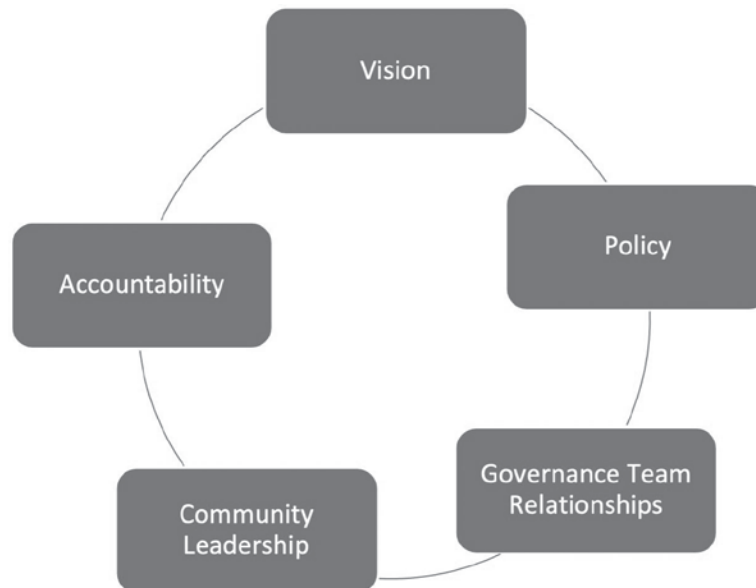 Vision
Policy
Governance Team
Relationships
Community
Leadership
Accountability